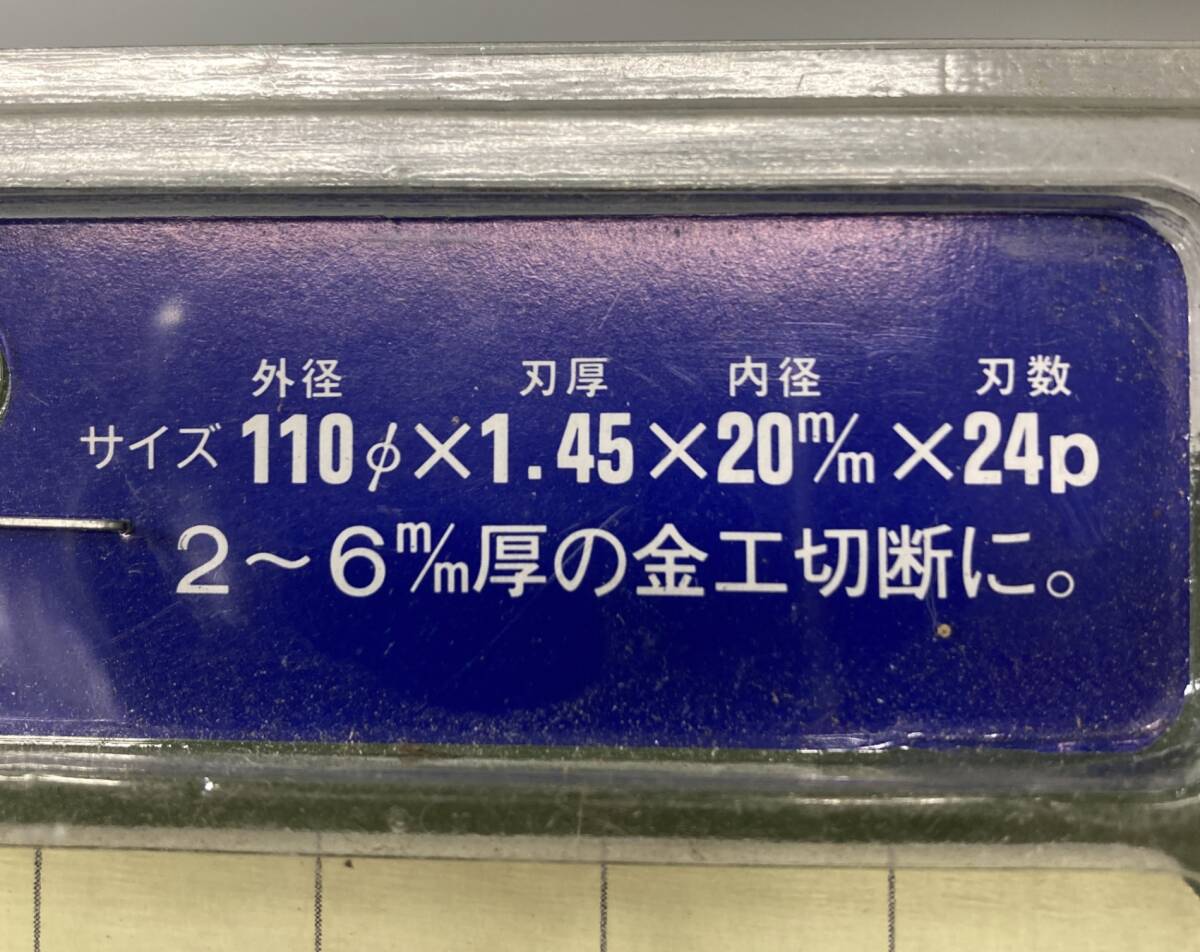 外径 刃厚 内径 刃数
サイズ 110φ×1.45×20m/m×24p
2～6m/m厚の金工切断に。